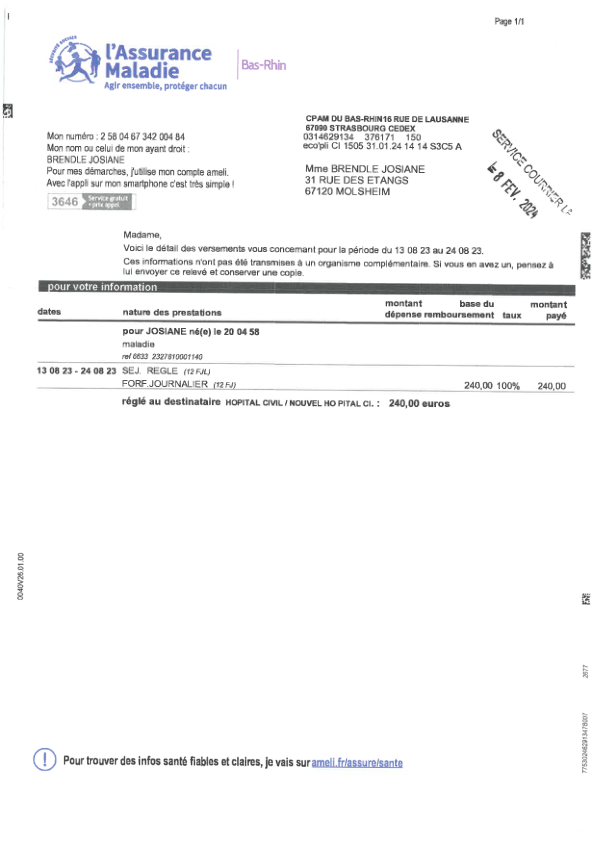 Page 1/1
SÉCURITÉ SOCIALE
l'Assurance
Maladie
Agir ensemble, protéger chacun
Bas-Rhin
CPAM DU BAS-RHIN16 RUE DE LAUSANNE
67090 STRASBOURG CEDEX
0314629134 376171 150
eco'pli CI 1505 31.01.24 14 14 S3C5 A
Mme BRENDLE JOSIANE
31 RUE DES ETANGS
67120 MOLSHEIM
SERVICE COURRIER
8 FEV. 2024
Mon numéro : 2 58 04 67 342 004 84
Mon nom ou celui de mon ayant droit :
BRENDLE JOSIANE
Pour mes démarches, j'utilise mon compte ameli.
Avec l'appli sur mon smartphone c'est très simple !
3646 Service gratuit
+ prix appel
Madame,
Voici le détail des versements vous concernant pour la période du 13 08 23 au 24 08 23.
Ces informations n'ont pas été transmises à un organisme complémentaire. Si vous en avez un, pensez à
lui envoyer ce relevé et conserver une copie.
pour votre information
dates nature des prestations montant dépense base du remboursement taux montant payé
pour JOSIANE né(e) le 20 04 58
maladie
ref 6633 2327810001140
13 08 23 - 24 08 23 SEJ. REGLE (12 FJL)
FORF.JOURNALIER (12 FJ) 240,00 100% 240,00
réglé au destinataire HOPITAL CIVIL / NOUVEL HO PITAL CI. : 240,00 euros
0040V26.01.00
2677
Pour trouver des infos santé fiables et claires, je vais sur ameli.fr/assure/sante